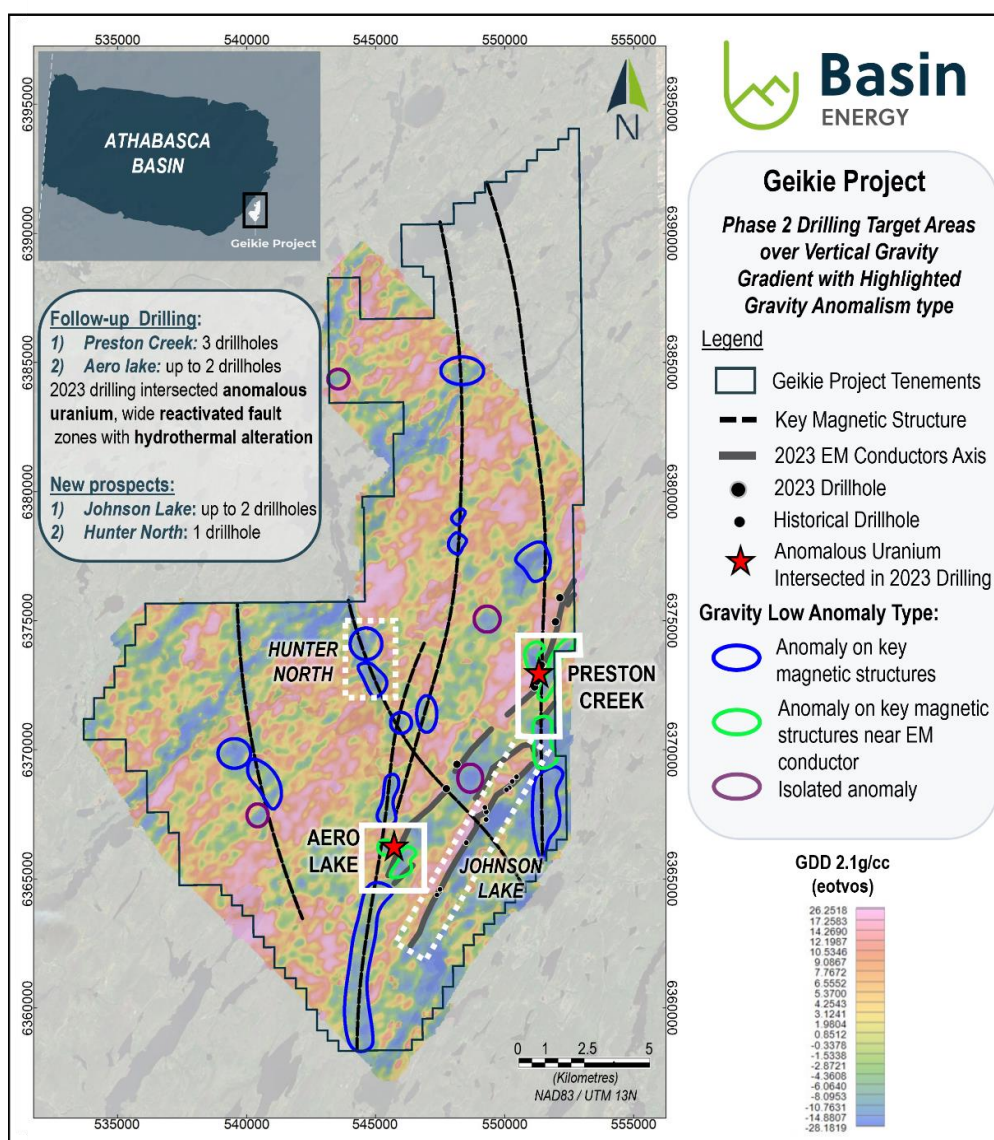 535000
540000
545000
550000
555000
6395000
6390000
6385000
6380000
6375000
6370000
6365000
6360000
6395000
6390000
6385000
6380000
6375000
6370000
6365000
6360000
ATHABASCA
BASIN
Geikie Project
N
Follow-up Drilling:
1) Preston Creek: 3 drillholes
2) Aero lake: up to 2 drillholes
2023 drilling intersected anomalous
uranium, wide reactivated fault
zones with hydrothermal alteration
New prospects:
1) Johnson Lake: up to 2 drillholes
2) Hunter North: 1 drillhole
HUNTER
NORTH
PRESTON
CREEK
AERO
LAKE
JOHNSON
LAKE
0 1 2.5 5
(Kilometres)
NAD83 / UTM 13N
535000
540000
545000
550000
555000
Basin
ENERGY
Geikie Project
Phase 2 Drilling Target Areas
over Vertical Gravity
Gradient with Highlighted
Gravity Anomalism type
Legend
Geikie Project Tenements
Key Magnetic Structure
2023 EM Conductors Axis
2023 Drillhole
Historical Drillhole
Anomalous Uranium
Intersected in 2023 Drilling
Gravity Low Anomaly Type:
Anomaly on key
magnetic structures
Anomaly on key magnetic
structures near EM
conductor
Isolated anomaly
GDD 2.1g/cc
(eotvos)
26.2518
17.2583
14.2690
12.1987
10.5346
9.0867
7.7672
6.5552
5.3700
4.2543
3.1241
1.9804
0.8512
-0.3378
-1.5338
-2.8721
-4.3608
-6.0640
-8.0953
-10.7631
-14.8807
-28.1819